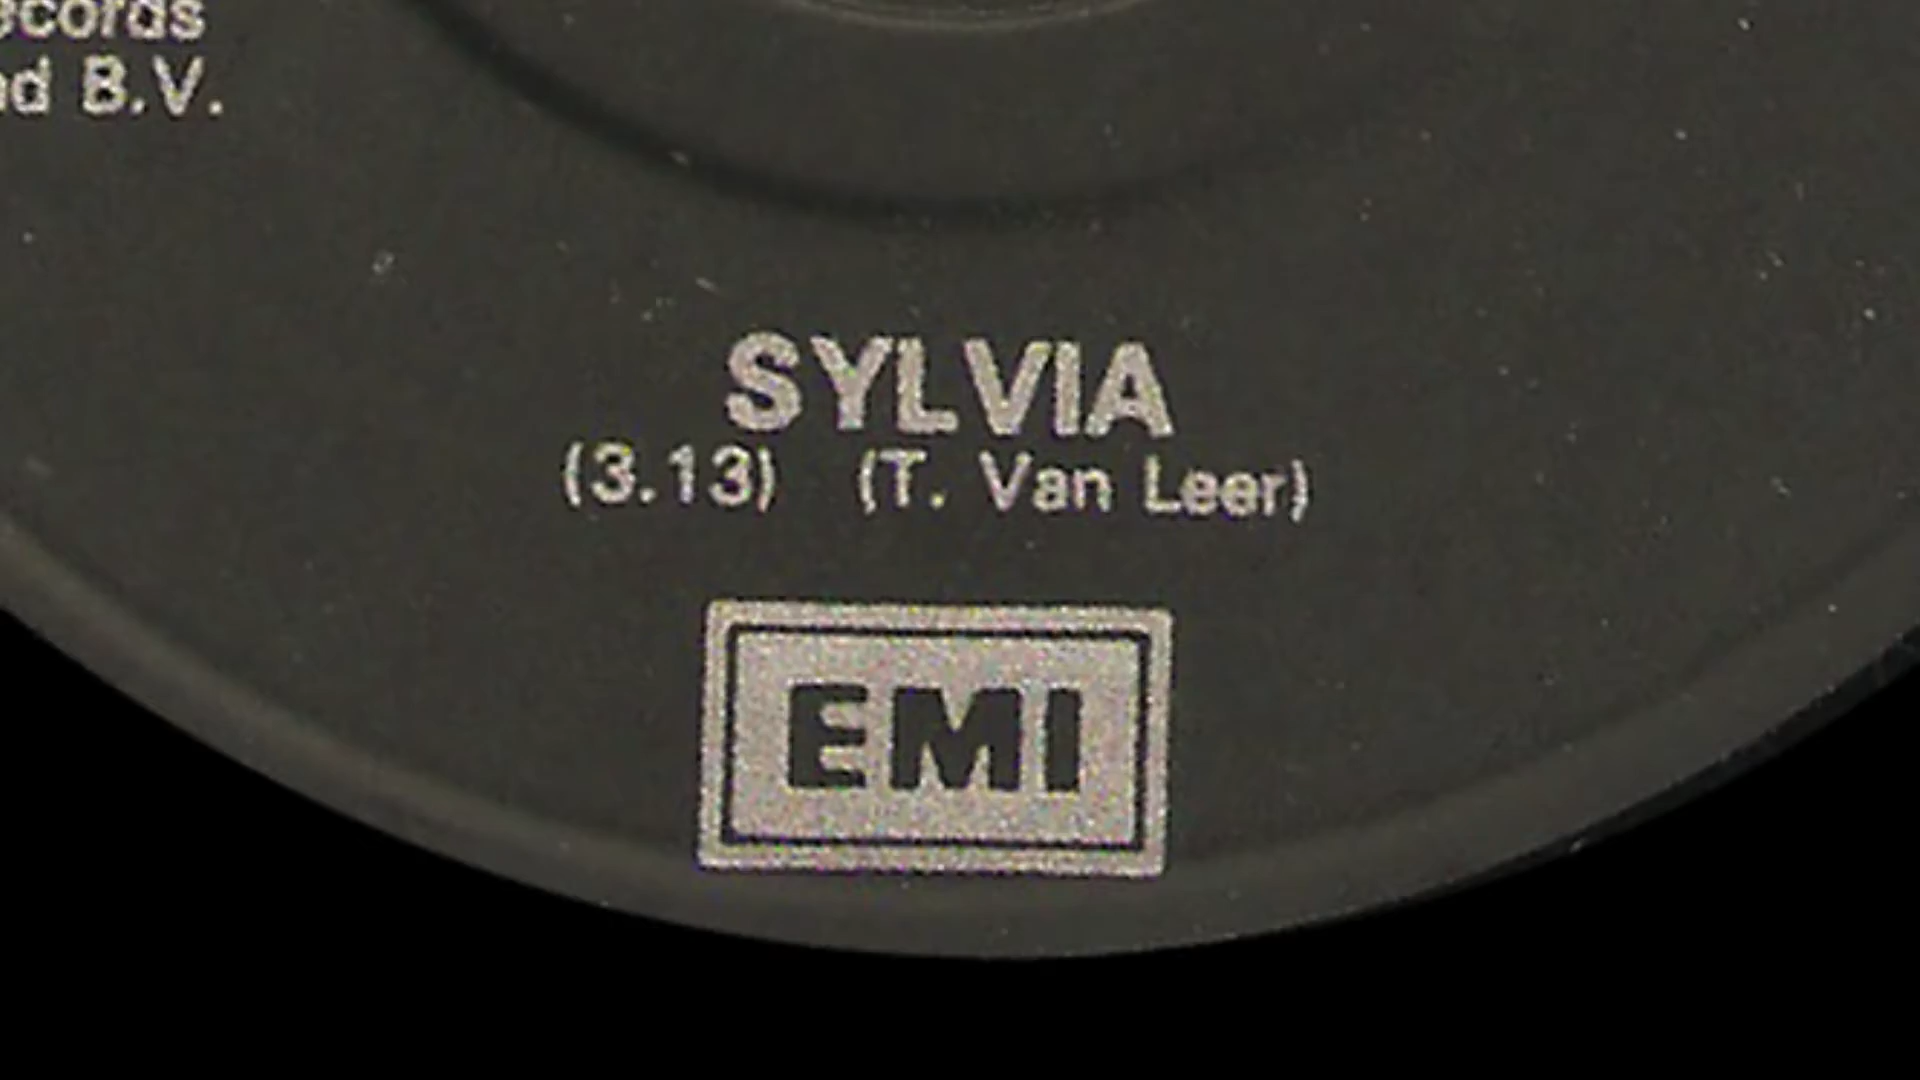 ecords
nd B.V.
SYLVIA
(3.13) (T. Van Leer)
EMI